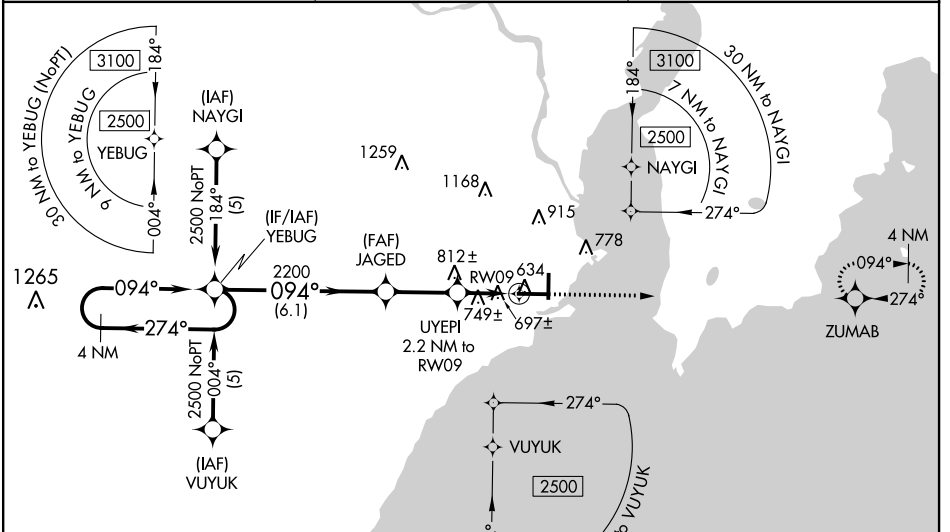 30 NM to YEBUG (NoPT)
9 NM to YEBUG
3100
184°
2500
YEBUG
004°
(IAF)
NAYGI
2500 NoPT
184°
(5)
(IF/IAF)
YEBUG
1265
094°
274°
4 NM
2500 NoPT
004°
(5)
(IAF)
VUYUK
2200
094°
(6.1)
(FAF)
JAGED
1259
1168
915
778
812±
RW09
634
749±
697±
UYEPI
2.2 NM to
RW09
3100
184°
30 NM to NAYGI
7 NM to NAYGI
2500
NAYGI
274°
4 NM
094°
274°
ZUMAB
274°
VUYUK
2500
VUYUK